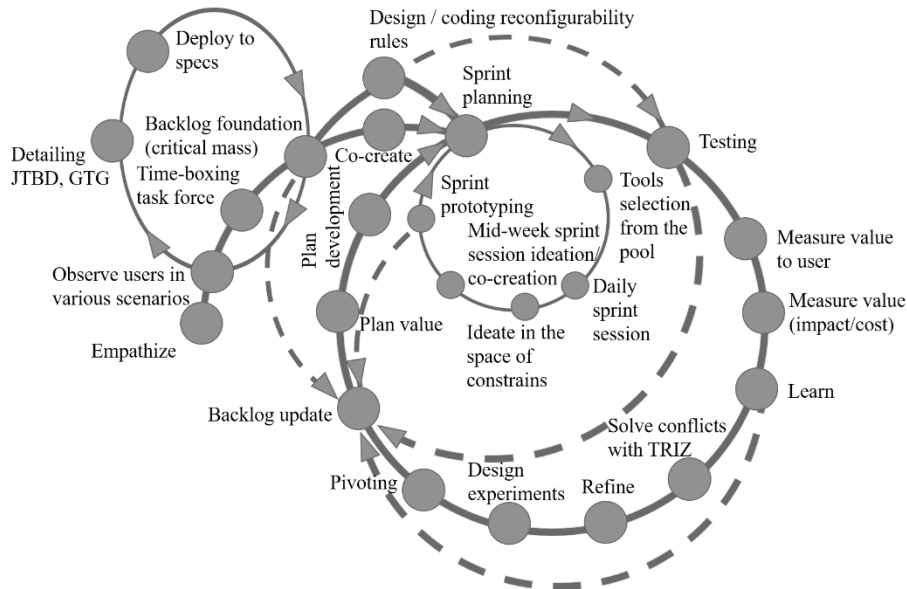 Design / coding reconfigurability
rules
Deploy to
specs
Sprint
planning
Backlog foundation
(critical mass)
Co-create
Testing
Detailing
JTBD, GTG
Time-boxing
task force
Plan
development
Sprint
prototyping
Tools
selection
from the
pool
Mid-week sprint
session ideation/
co-creation
Measure value
to user
Observe users in
various scenarios
Daily
sprint
session
Measure value
(impact/cost)
Empathize
Plan value
Ideate in the
space of
constrains
Learn
Backlog update
Solve conflicts
with TRIZ
Pivoting
Design
experiments
Refine